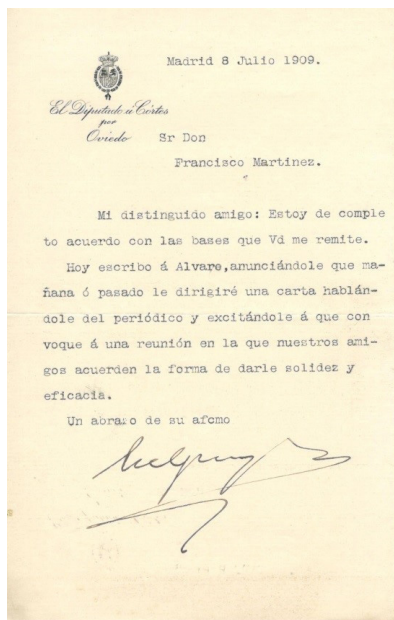 Madrid 8 Julio 1909.
El Diputado á Córtes
por
Oviedo
Sr Don
Francisco Martinez.
Mi distinguido amigo: Estoy de comple
to acuerdo con las bases que Vd me remite.
Hoy escribo á Alvare,anunciándole que ma-
ñana ó pasado le dirigiré una carta hablán-
dole del periódico y excitándole á que con
voque á una reunión en la que nuestros ami-
gos acuerden la forma de darle solidez y
eficacia.
Un abrazo de su afcmo